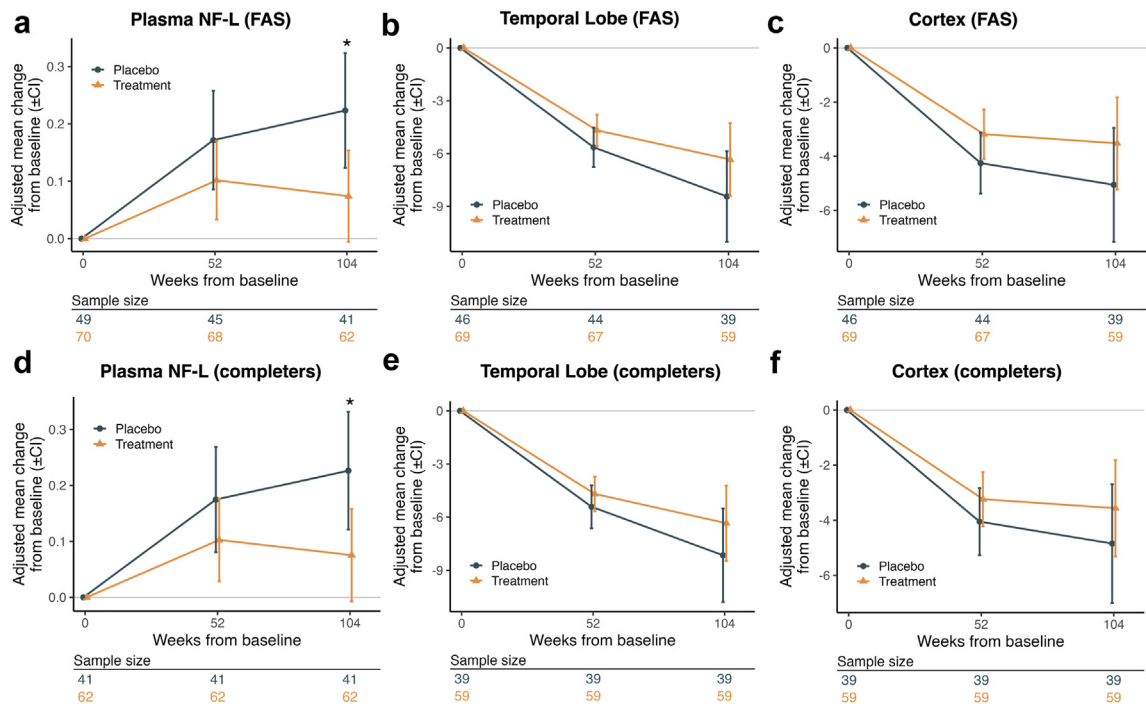 a
Plasma NF-L (FAS)
Adjusted mean change
from baseline (±CI)
0.3
0.2
0.1
0.0
*
Placebo
Treatment
0 52 104
Weeks from baseline
Sample size
49 45 41
70 68 62
b
Temporal Lobe (FAS)
Adjusted mean change
from baseline (±CI)
0
-3
-6
-9
Placebo
Treatment
0 52 104
Weeks from baseline
Sample size
46 44 39
69 67 59
c
Cortex (FAS)
Adjusted mean change
from baseline (±CI)
0
-2
-4
-6
Placebo
Treatment
0 52 104
Weeks from baseline
Sample size
46 44 39
69 67 59
d
Plasma NF-L (completers)
Adjusted mean change
from baseline (±CI)
0.3
0.2
0.1
0.0
*
Placebo
Treatment
0 52 104
Weeks from baseline
Sample size
41 41 41
62 62 62
e
Temporal Lobe (completers)
Adjusted mean change
from baseline (±CI)
0
-3
-6
-9
Placebo
Treatment
0 52 104
Weeks from baseline
Sample size
39 39 39
59 59 59
f
Cortex (completers)
Adjusted mean change
from baseline (±CI)
0
-2
-4
-6
Placebo
Treatment
0 52 104
Weeks from baseline
Sample size
39 39 39
59 59 59